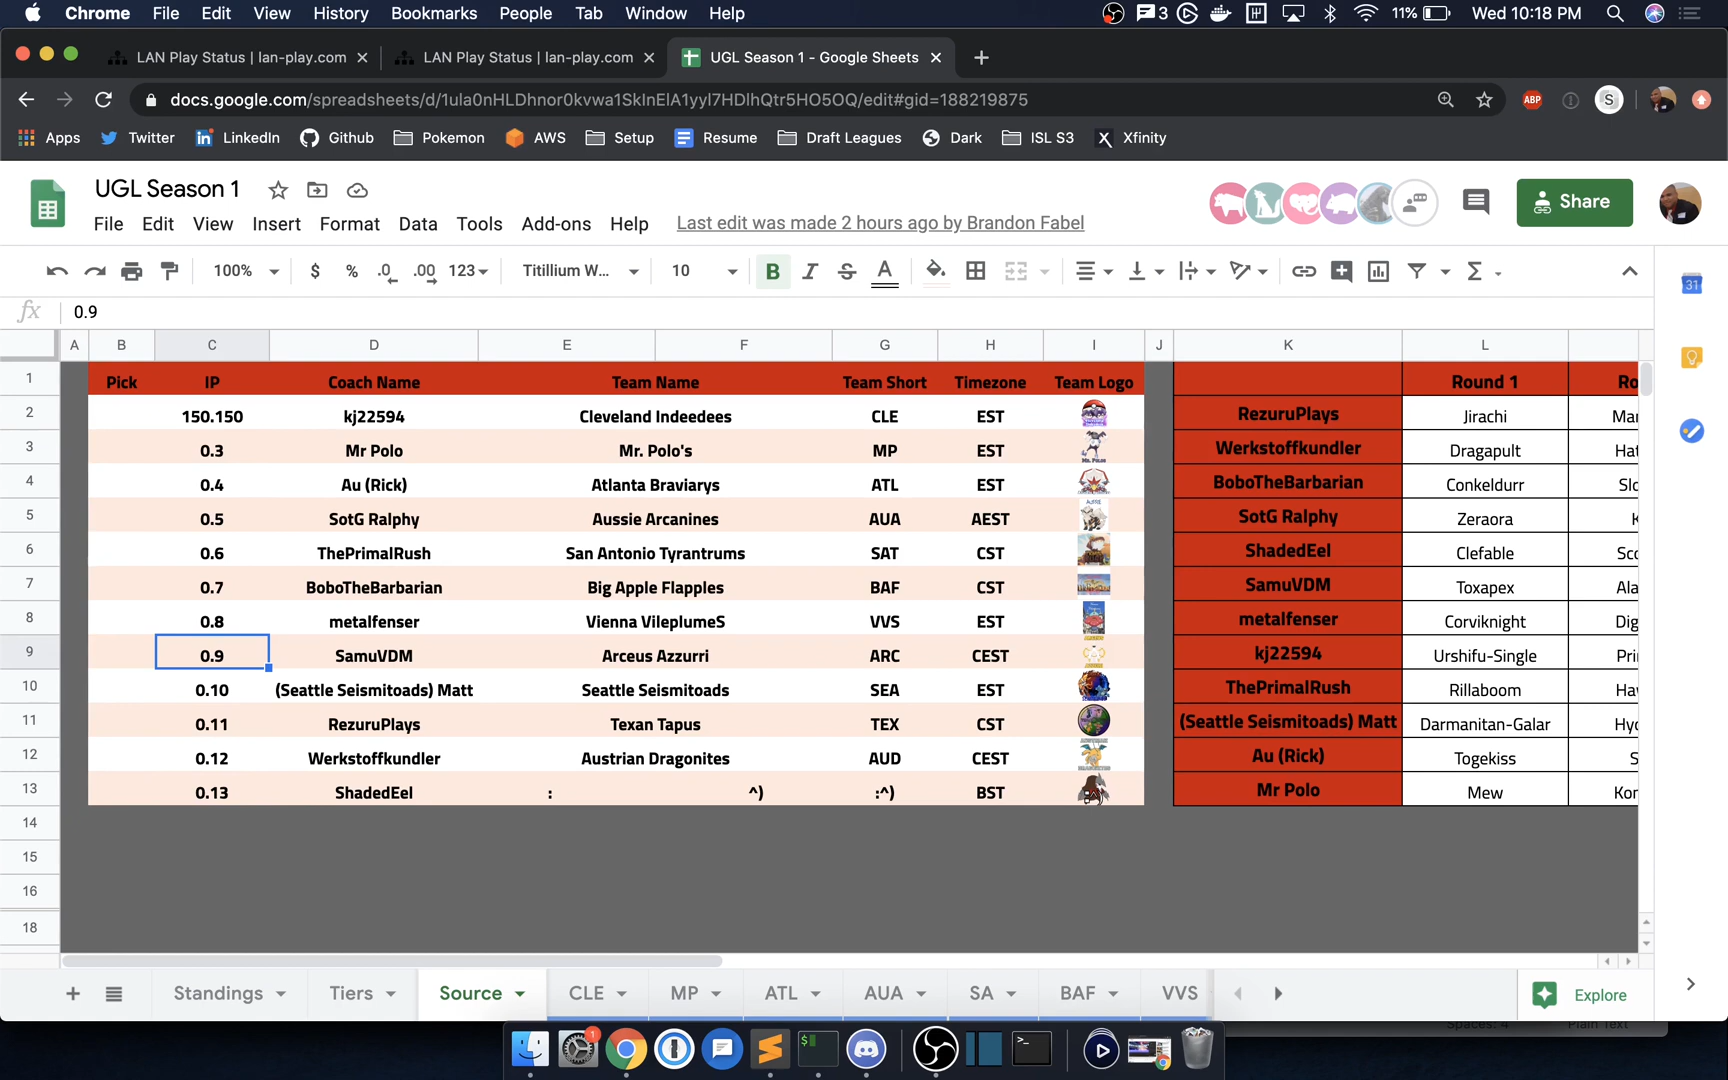 Chrome File Edit View History Bookmarks People Tab Window Help 3 11% Wed 10:18 PM
LAN Play Status | lan-play.com LAN Play Status | lan-play.com UGL Season 1 - Google Sheets
docs.google.com/spreadsheets/d/1ula0nHLDhnor0kvwa1SkInElA1yyl7HDlhQtr5HO5OQ/edit#gid=188219875 ABP S
Apps Twitter LinkedIn Github Pokemon AWS Setup Resume Draft Leagues Dark ISL S3 Xfinity
UGL Season 1
Share
File Edit View Insert Format Data Tools Add-ons Help Last edit was made 2 hours ago by Brandon Fabel
100% $ % .0 .00 123 Titillium W... 10 B I S A
31
fx 0.9
A B C D E F G H I J K L
1 Pick IP Coach Name Team Name Team Short Timezone Team Logo Round 1 Ro
2 150.150 kj22594 Cleveland Indeedees CLE EST RezuruPlays Jirachi Mar
3 0.3 Mr Polo Mr. Polo's MP EST Werkstoffkundler Dragapult Hat
4 0.4 Au (Rick) Atlanta Braviarys ATL EST BoboTheBarbarian Conkeldurr Slo
5 0.5 SotG Ralphy Aussie Arcanines AUA AEST SotG Ralphy Zeraora K
6 0.6 ThePrimalRush San Antonio Tyrantrums SAT CST ShadedEel Clefable Sco
7 0.7 BoboTheBarbarian Big Apple Flapples BAF CST SamuVDM Toxapex Ala
8 0.8 metalfenser Vienna VileplumeS VVS EST metalfenser Corviknight Dig
9 0.9 SamuVDM Arceus Azzurri ARC CEST kj22594 Urshifu-Single Pri
10 0.10 (Seattle Seismitoads) Matt Seattle Seismitoads SEA EST ThePrimalRush Rillaboom Hav
11 0.11 RezuruPlays Texan Tapus TEX CST (Seattle Seismitoads) Matt Darmanitan-Galar Hyd
12 0.12 Werkstoffkundler Austrian Dragonites AUD CEST Au (Rick) Togekiss S
13 0.13 ShadedEel : ^) :^) BST Mr Polo Mew Kor
14
15
16
18
Standings Tiers Source CLE MP ATL AUA SA BAF VVS Explore
Spaces: 4 Plain Text
1